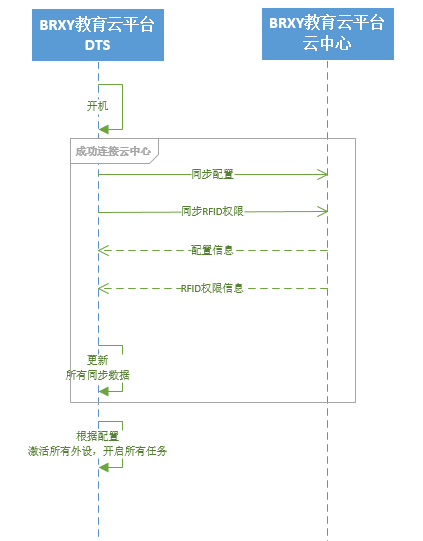 BRXY教育云平台
DTS
BRXY教育云平台
云中心
开机
成功连接云中心
同步配置
同步RFID权限
配置信息
RFID权限信息
更新
所有同步数据
根据配置
激活所有外设，开启所有任务